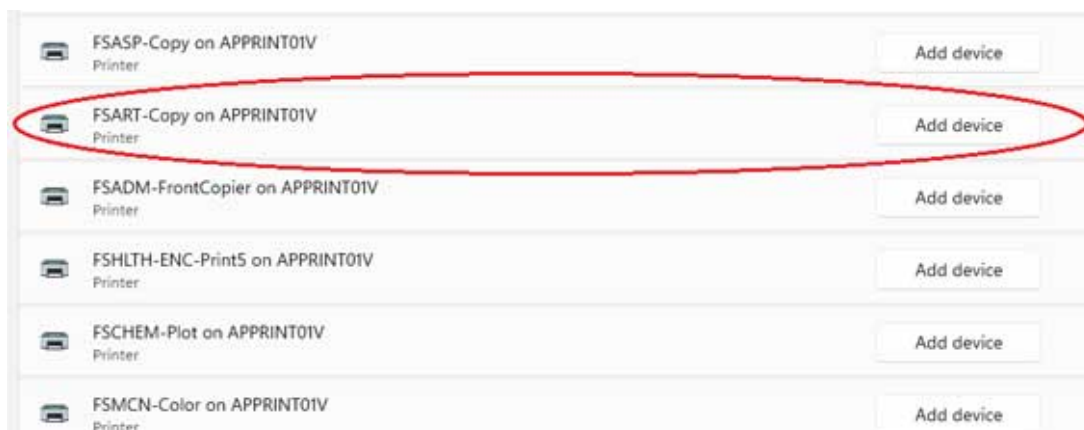 FSASP-Copy on APPRINT01V
Printer
Add device
FSART-Copy on APPRINT01V
Printer
Add device
FSADM-FrontCopier on APPRINT01V
Printer
Add device
FSHLTH-ENC-Print5 on APPRINT01V
Printer
Add device
FSCHEM-Plot on APPRINT01V
Printer
Add device
FSMCN-Color on APPRINT01V
Printer
Add device